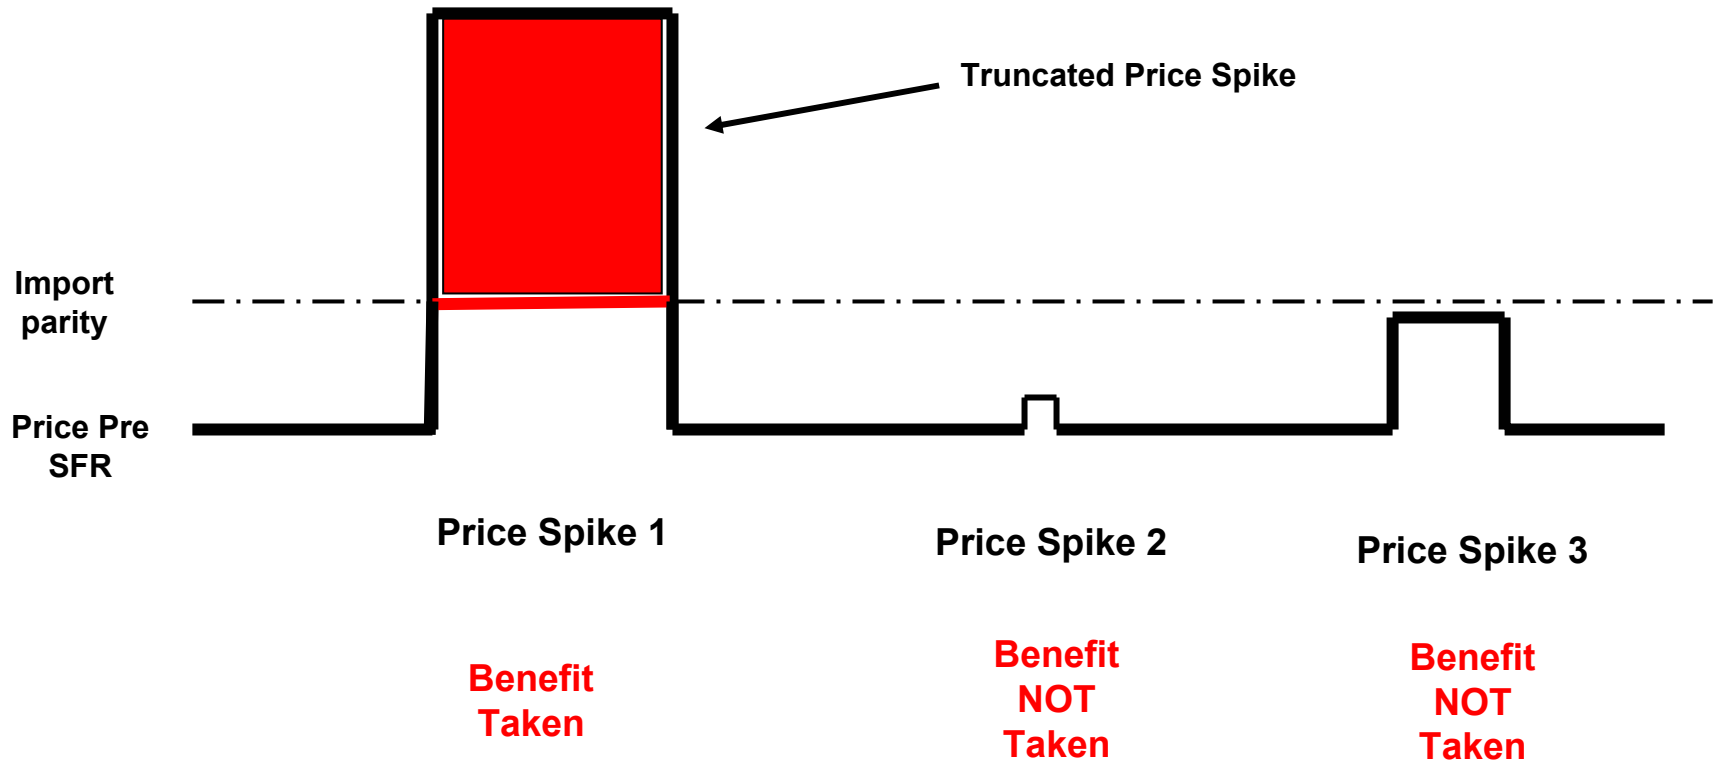 Truncated Price Spike
Import
parity
Price Pre
SFR
Price Spike 1
Price Spike 2
Price Spike 3
Benefit
Taken
Benefit
NOT
Taken
Benefit
NOT
Taken